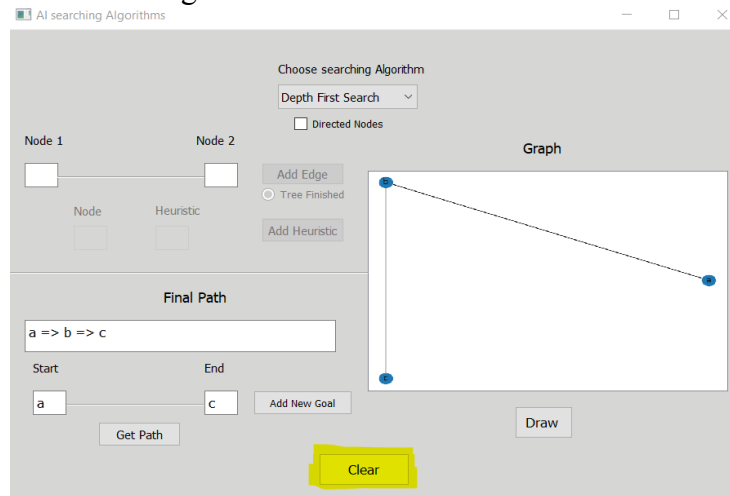 AI searching Algorithms
Choose searching Algorithm
Depth First Search
Directed Nodes
Node 1
Node 2
Graph
Add Edge
Tree Finished
Node
Heuristic
Add Heuristic
b
a
c
Final Path
a => b => c
Start
End
a
c
Add New Goal
Get Path
Draw
Clear